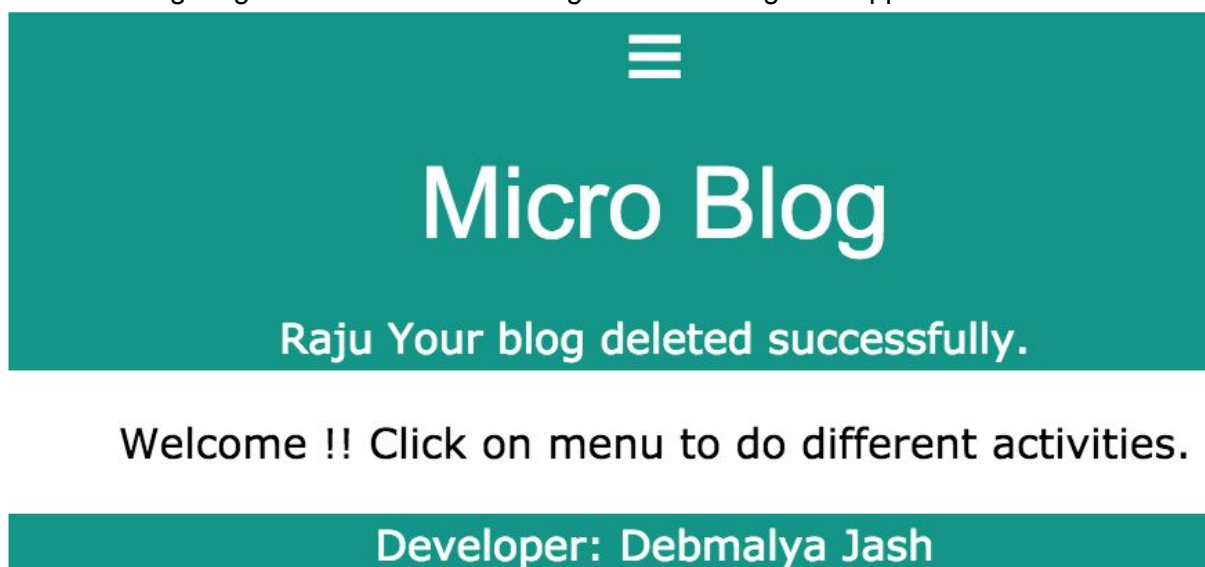 Micro Blog
Raju Your blog deleted successfully.
Welcome !! Click on menu to do different activities.
Developer: Debmalya Jash